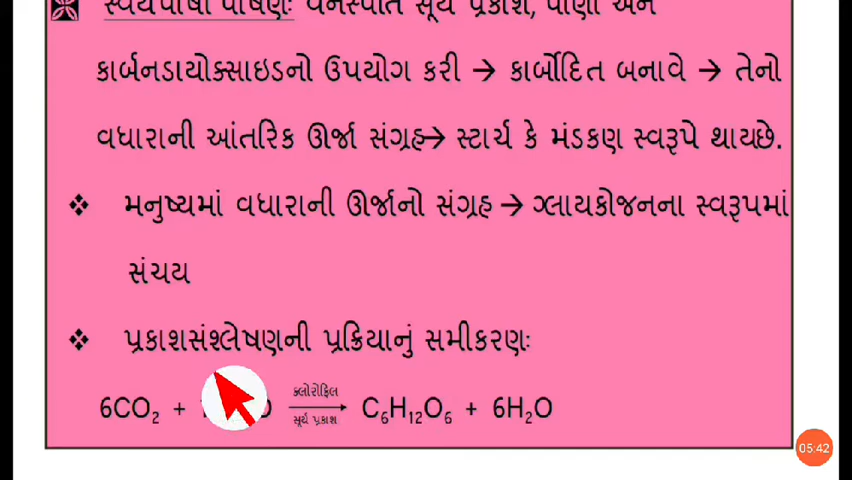 સ્વયંપોષી પોષણઃ વનસ્પતિ સૂર્ય પ્રકાશ, પાણી અને
કાર્બનડાયોક્સાઇડનો ઉપયોગ કરી → કાર્બોદિત બનાવે → તેનો
વધારાની આંતરિક ઊર્જા સંગ્રહ→ સ્ટાર્ચ કે મંડકણ સ્વરૂપે થાયછે.
❖ મનુષ્યમાં વધારાની ઊર્જાનો સંગ્રહ → ગ્લાયકોજનના સ્વરૂપમાં
સંચય
❖ પ્રકાશસંશ્લેષણની પ્રક્રિયાનું સમીકરણઃ
ક્લોરોફિલ
6CO₂ + → C₆H₁₂O₆ + 6H₂O
સૂર્ય પ્રકાશ
05:42